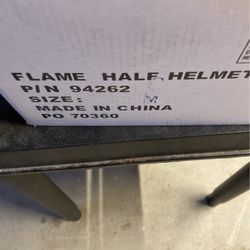 FLAME HALF HELMET
P/N 94262
SIZE: M
MADE IN CHINA
PO 70360